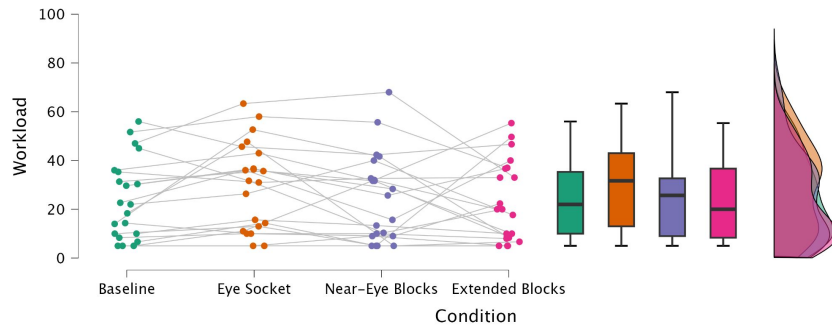 100
80
60
40
20
0
Workload
Baseline
Eye Socket
Near-Eye Blocks
Extended Blocks
Condition